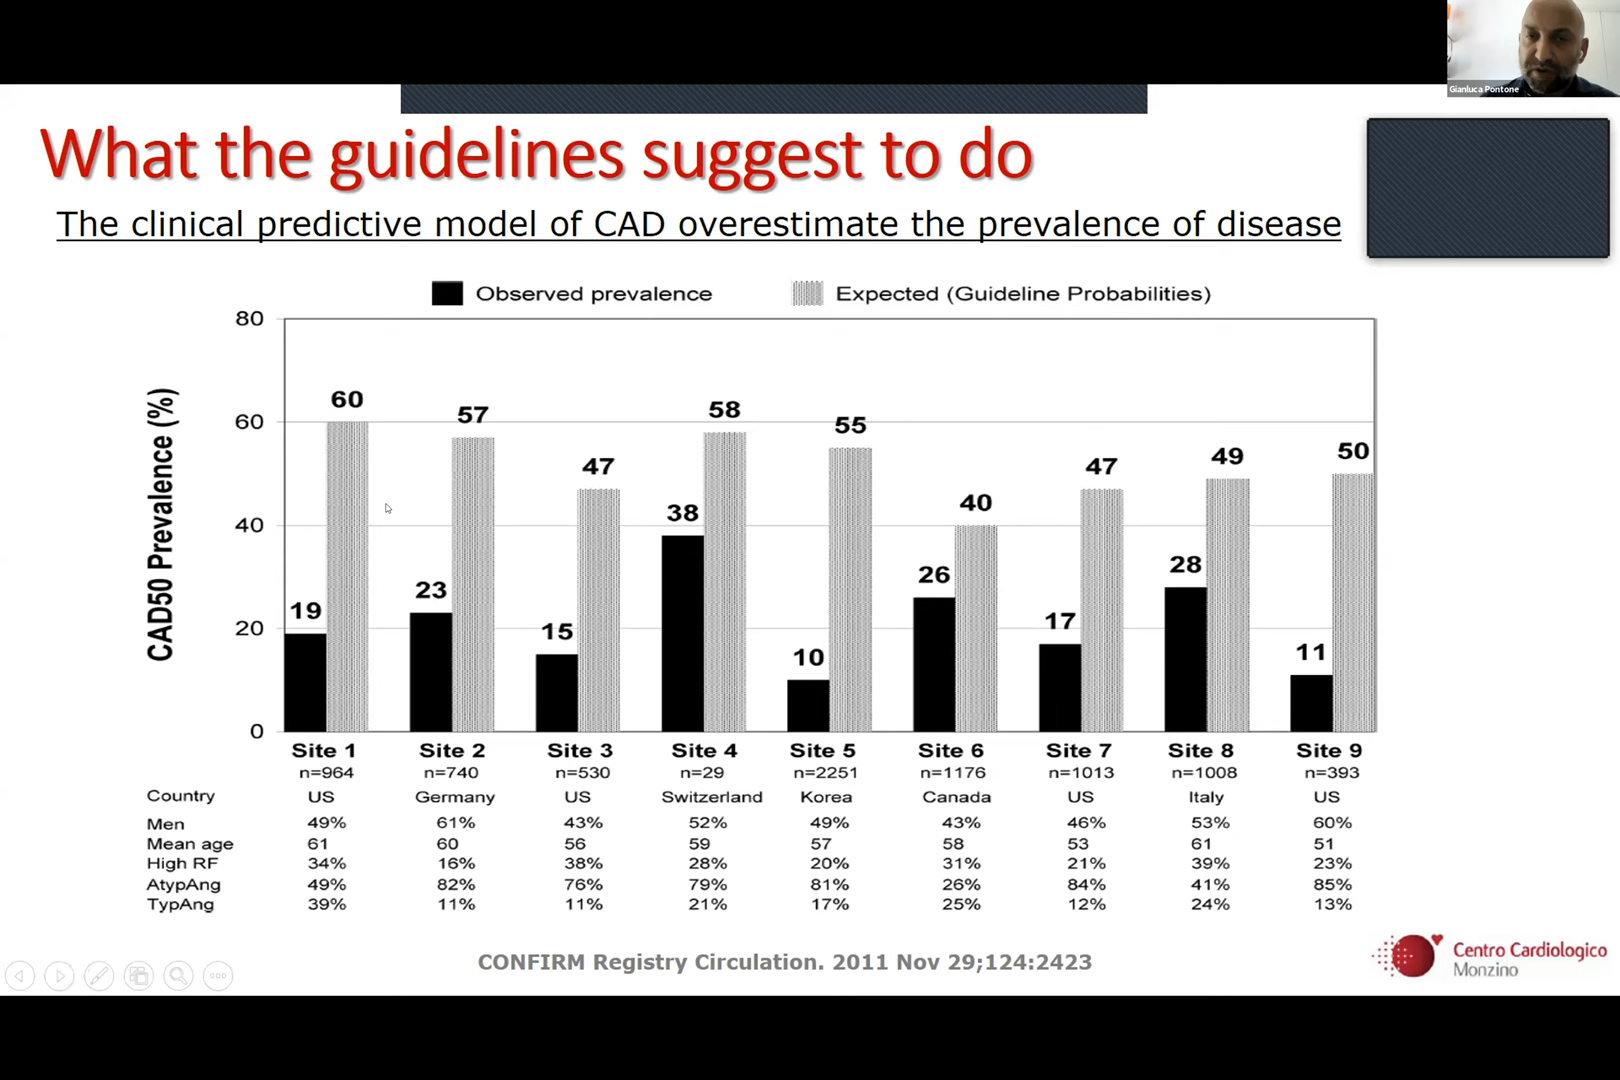 Gianluca Pontone
What the guidelines suggest to do
The clinical predictive model of CAD overestimate the prevalence of disease
Observed prevalence Expected (Guideline Probabilities)
CAD50 Prevalence (%)
80
60
40
20
0
60 57 47 58 55 40 47 49 50
19 23 15 38 10 26 17 28 11
Site 1 Site 2 Site 3 Site 4 Site 5 Site 6 Site 7 Site 8 Site 9
n=964 n=740 n=530 n=29 n=2251 n=1176 n=1013 n=1008 n=393
Country US Germany US Switzerland Korea Canada US Italy US
Men 49% 61% 43% 52% 49% 43% 46% 53% 60%
Mean age 61 60 56 59 57 58 53 61 51
High RF 34% 16% 38% 28% 20% 31% 21% 39% 23%
AtypAng 49% 82% 76% 79% 81% 26% 84% 41% 85%
TypAng 39% 11% 11% 21% 17% 25% 12% 24% 13%
CONFIRM Registry Circulation. 2011 Nov 29;124:2423
Centro Cardiologico
Monzino